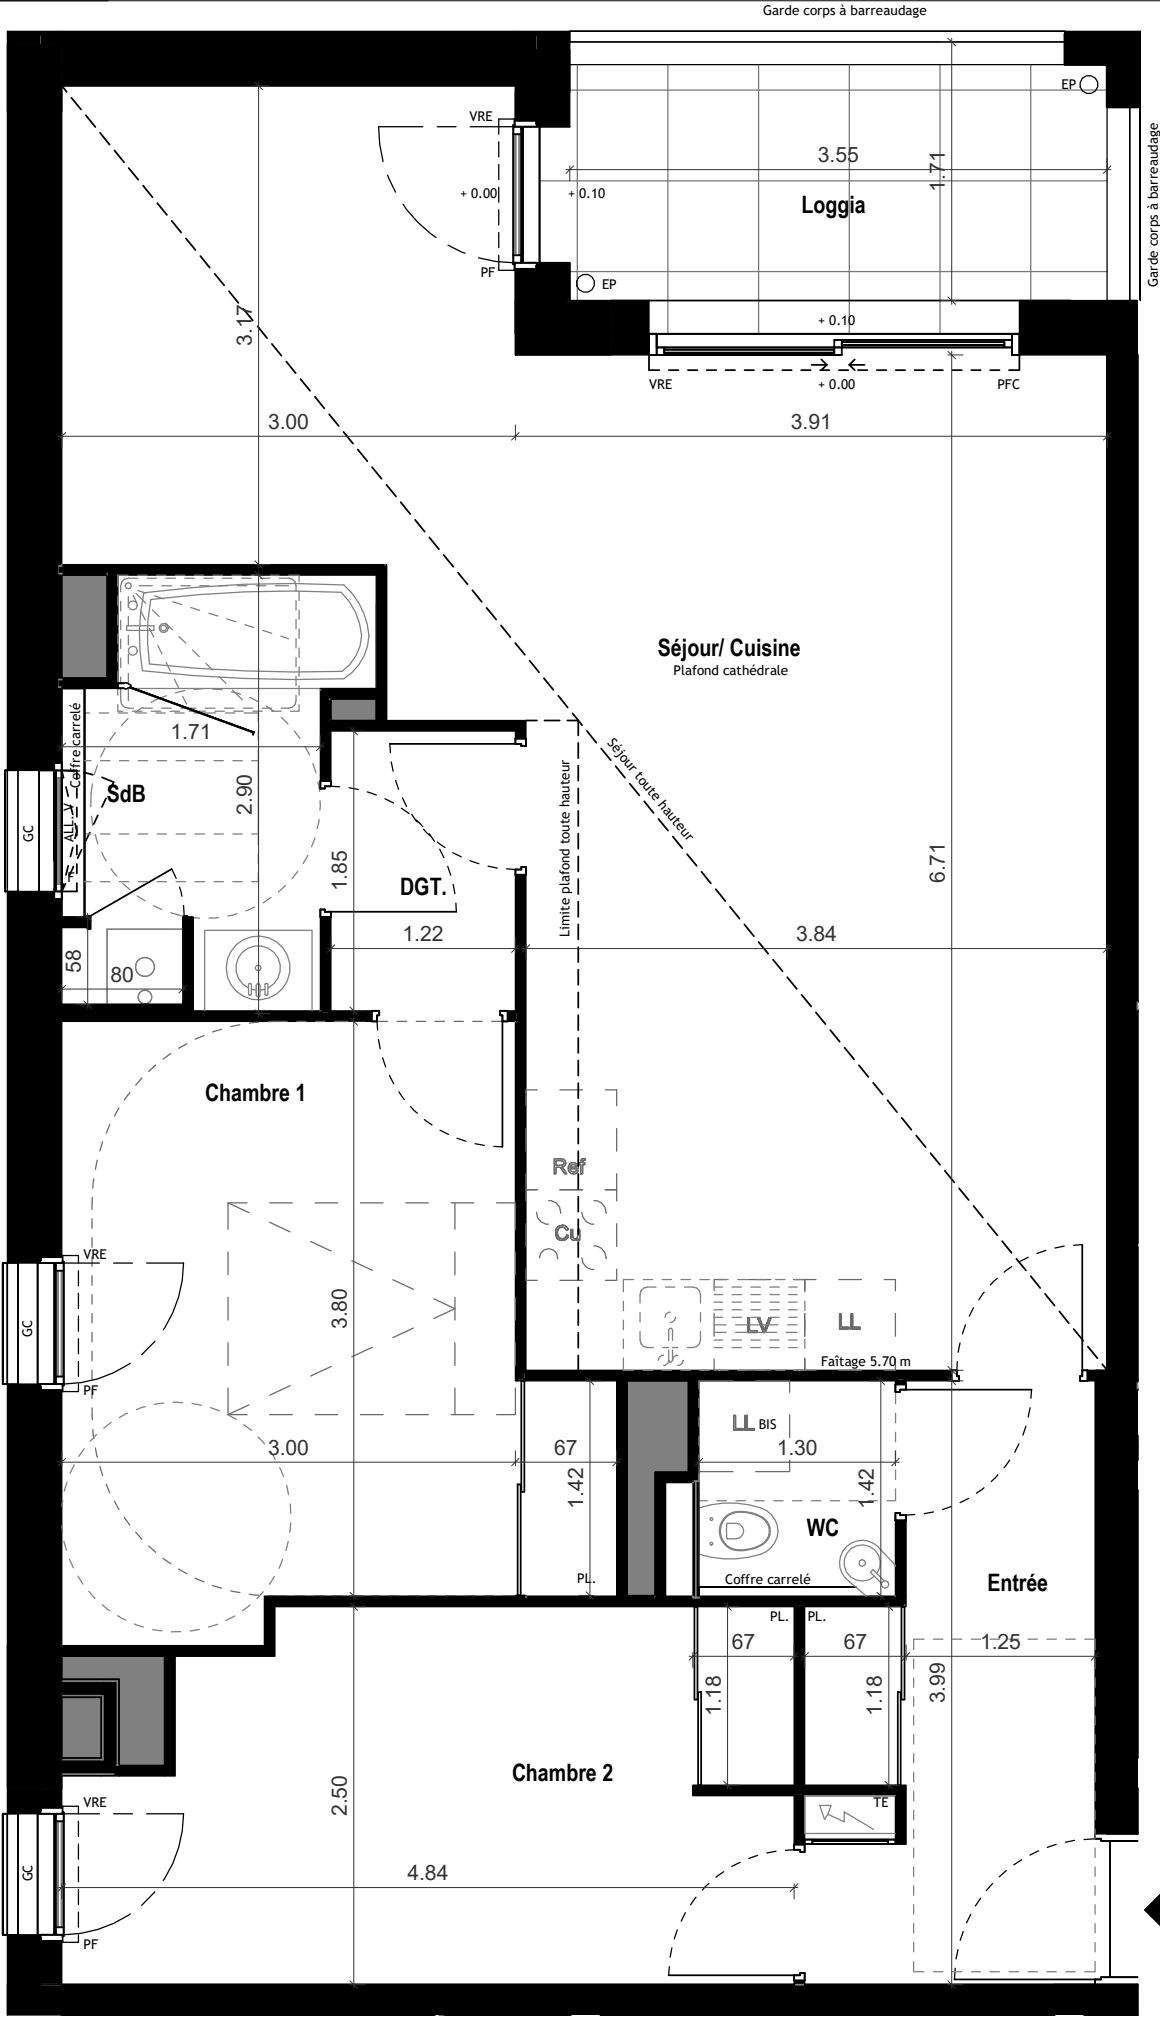 Garde corps à barreaudage
EP
VRE
3.55
1.71
Garde corps à barreaudage
+ 0.00
+ 0.10
Loggia
PF
EP
3.17
+ 0.10
VRE
+ 0.00
PFC
3.00
3.91
Séjour/ Cuisine
Plafond cathédrale
Coffre carrelé
1.71
Séjour toute hauteur
Limite plafond toute hauteur
SdB
2.90
GC
ALL. V
F
1.85
6.71
DGT.
1.22
3.84
58
80
Chambre 1
Ref
Cu
VRE
3.80
GC
LV
LL
Faîtage 5.70 m
PF
LL BIS
3.00
67
1.30
1.42
1.42
WC
PL.
Coffre carrelé
Entrée
PL.
PL.
67
67
1.25
1.18
1.18
3.99
Chambre 2
2.50
VRE
TE
GC
4.84
PF